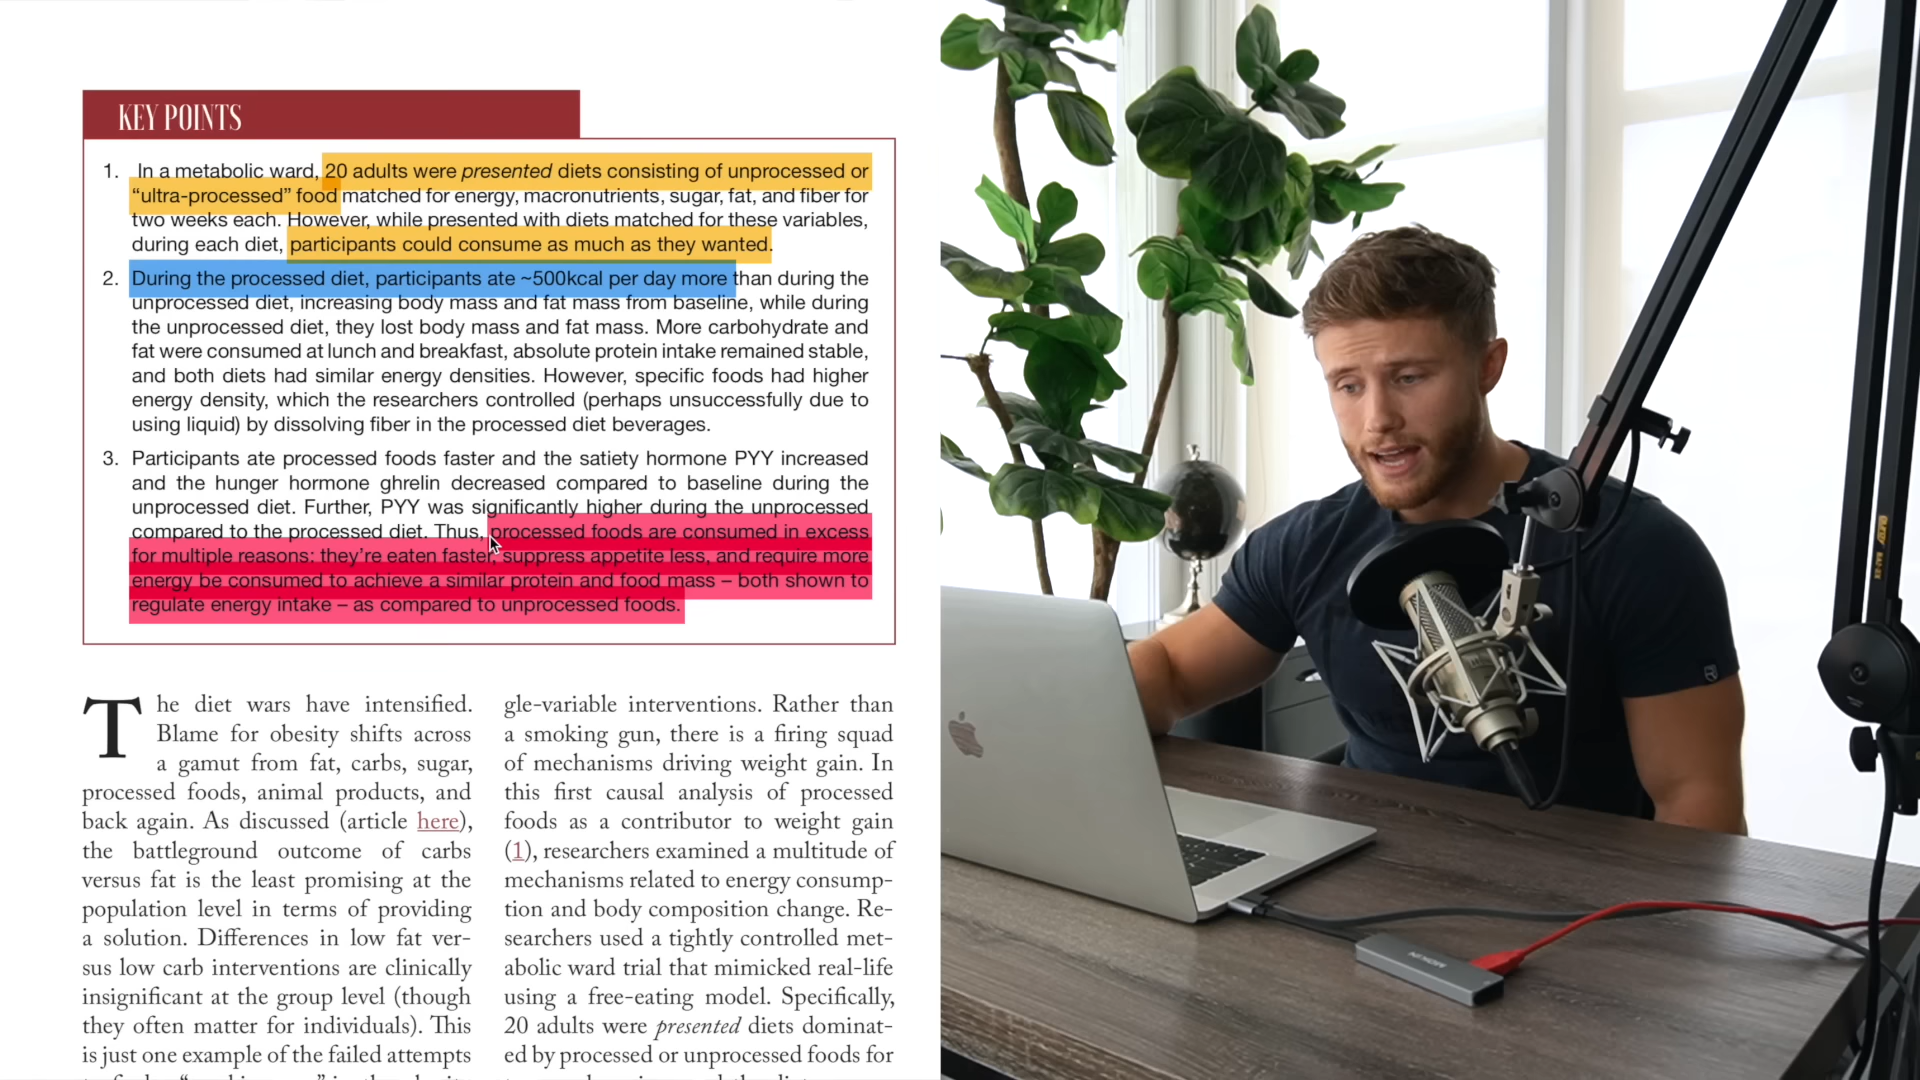 KEY POINTS
1. In a metabolic ward, 20 adults were presented diets consisting of unprocessed or
“ultra-processed” food matched for energy, macronutrients, sugar, fat, and fiber for
two weeks each. However, while presented with diets matched for these variables,
during each diet, participants could consume as much as they wanted.
2. During the processed diet, participants ate ~500kcal per day more than during the
unprocessed diet, increasing body mass and fat mass from baseline, while during
the unprocessed diet, they lost body mass and fat mass. More carbohydrate and
fat were consumed at lunch and breakfast, absolute protein intake remained stable,
and both diets had similar energy densities. However, specific foods had higher
energy density, which the researchers controlled (perhaps unsuccessfully due to
using liquid) by dissolving fiber in the processed diet beverages.
3. Participants ate processed foods faster and the satiety hormone PYY increased
and the hunger hormone ghrelin decreased compared to baseline during the
unprocessed diet. Further, PYY was significantly higher during the unprocessed
compared to the processed diet. Thus, processed foods are consumed in excess
for multiple reasons: they’re eaten faster, suppress appetite less, and require more
energy be consumed to achieve a similar protein and food mass – both shown to
regulate energy intake – as compared to unprocessed foods.
The diet wars have intensified.
Blame for obesity shifts across
a gamut from fat, carbs, sugar,
processed foods, animal products, and
back again. As discussed (article here),
the battleground outcome of carbs
versus fat is the least promising at the
population level in terms of providing
a solution. Differences in low fat ver-
sus low carb interventions are clinically
insignificant at the group level (though
they often matter for individuals). This
is just one example of the failed attempts
gle-variable interventions. Rather than
a smoking gun, there is a firing squad
of mechanisms driving weight gain. In
this first causal analysis of processed
foods as a contributor to weight gain
(1), researchers examined a multitude of
mechanisms related to energy consump-
tion and body composition change. Re-
searchers used a tightly controlled met-
abolic ward trial that mimicked real-life
using a free-eating model. Specifically,
20 adults were presented diets dominat-
ed by processed or unprocessed foods for